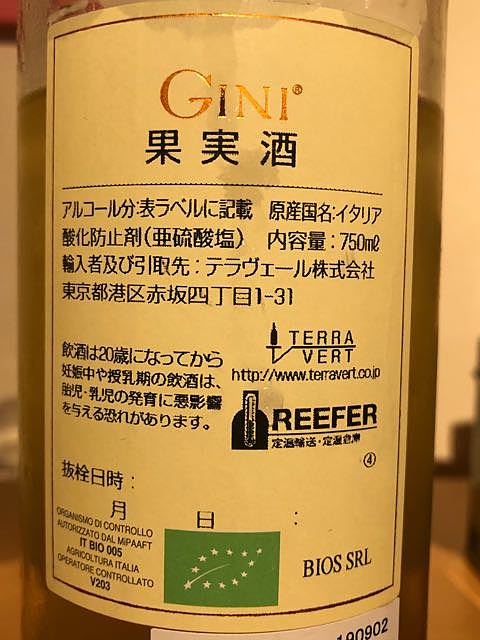 GINI®
果実酒
アルコール分:表ラベルに記載 原産国名:イタリア
酸化防止剤(亜硫酸塩) 内容量:750mℓ
輸入者及び引取先:テラヴェール株式会社
東京都港区赤坂四丁目1-31
飲酒は20歳になってから
妊娠中や授乳期の飲酒は、
胎児・乳児の発育に悪影響
を与える恐れがあります。
TERRA
VERT
http://www.terravert.co.jp
REEFER
定温輸送・定温倉庫
④
抜栓日時:
月 日 :
ORGANISMO DI CONTROLLO
AUTORIZZATO DAL MiPAAFT
IT BIO 005
AGRICOLTURA ITALIA
OPERATORE CONTROLLATO
V203
BIOS SRL
190902